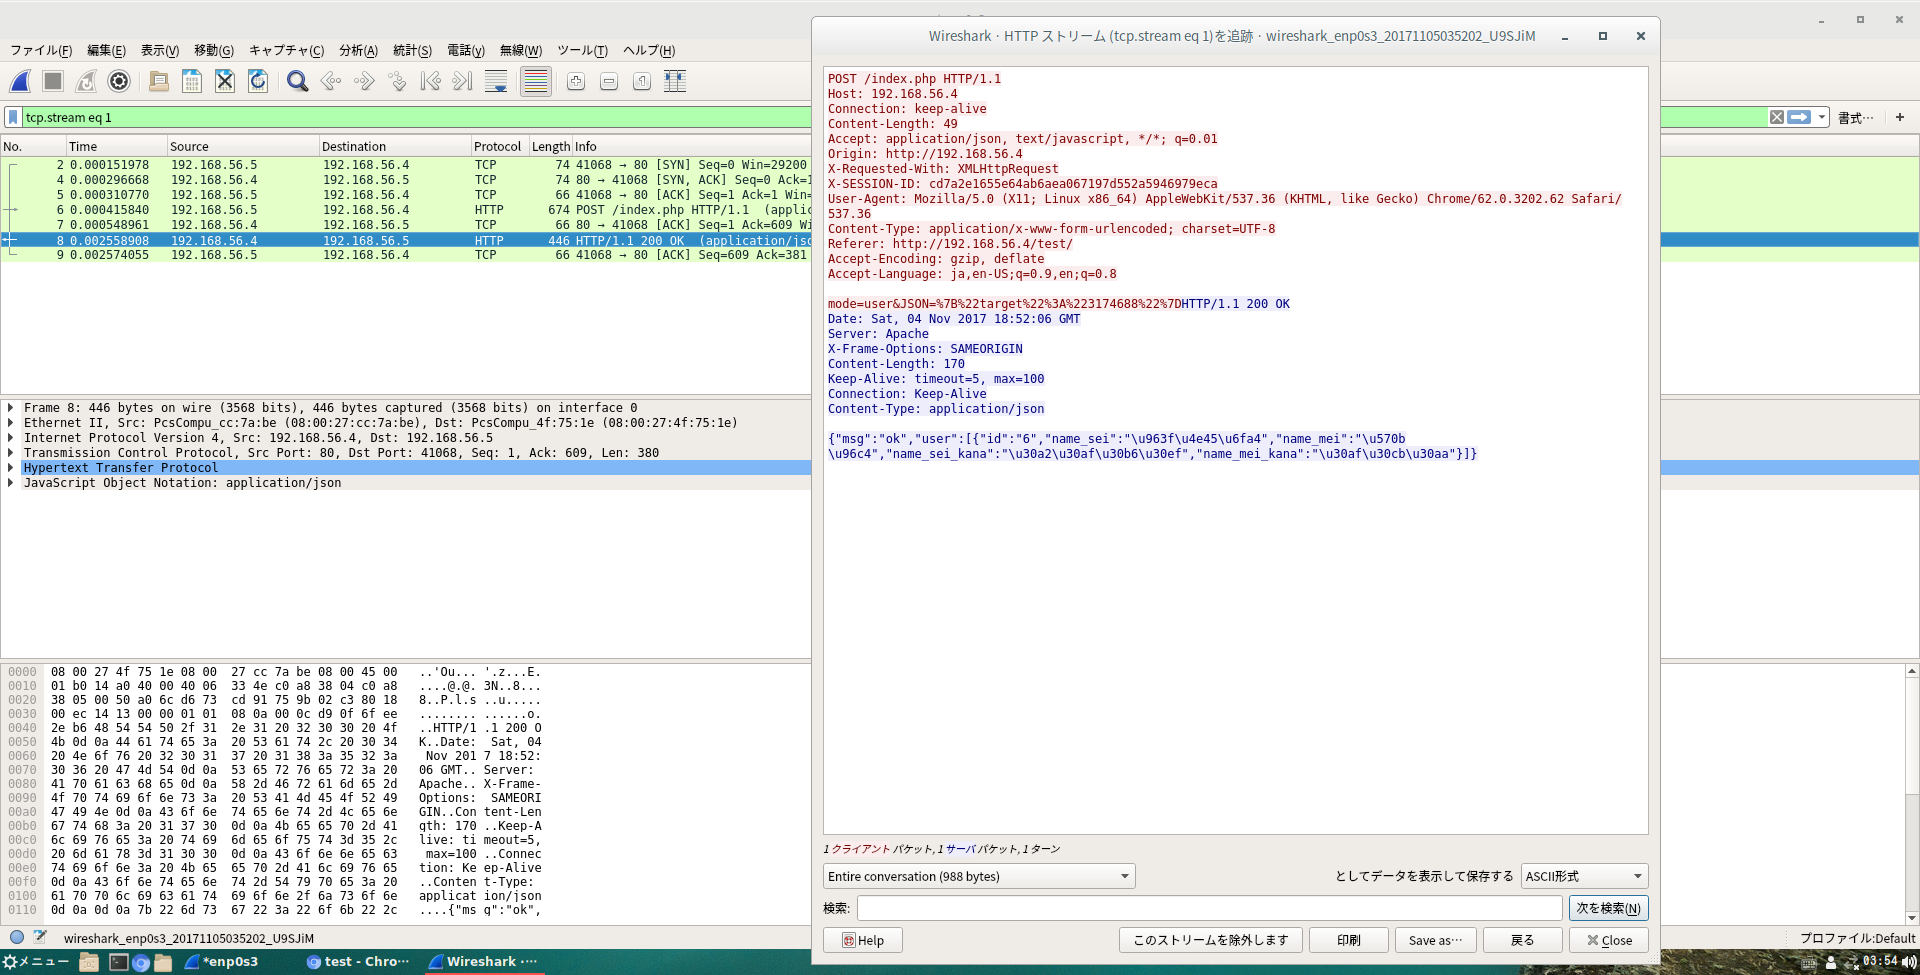 ファイル(F) 編集(E) 表示(V) 移動(G) キャプチャ(C) 分析(A) 統計(S) 電話(y) 無線(W) ツール(T) ヘルプ(H)
tcp.stream eq 1
書式…
No. Time Source Destination Protocol Length Info
2 0.000151978 192.168.56.5 192.168.56.4 TCP 74 41068 → 80 [SYN] Seq=0 Win=29200
4 0.000296668 192.168.56.4 192.168.56.5 TCP 74 80 → 41068 [SYN, ACK] Seq=0 Ack=1
5 0.000310770 192.168.56.5 192.168.56.4 TCP 66 41068 → 80 [ACK] Seq=1 Ack=1 Win=
6 0.000415840 192.168.56.5 192.168.56.4 HTTP 674 POST /index.php HTTP/1.1 (applic
7 0.000548961 192.168.56.4 192.168.56.5 TCP 66 80 → 41068 [ACK] Seq=1 Ack=609 Wi
8 0.002558908 192.168.56.4 192.168.56.5 HTTP 446 HTTP/1.1 200 OK (application/jso
9 0.002574055 192.168.56.5 192.168.56.4 TCP 66 41068 → 80 [ACK] Seq=609 Ack=381
Frame 8: 446 bytes on wire (3568 bits), 446 bytes captured (3568 bits) on interface 0
Ethernet II, Src: PcsCompu_cc:7a:be (08:00:27:cc:7a:be), Dst: PcsCompu_4f:75:1e (08:00:27:4f:75:1e)
Internet Protocol Version 4, Src: 192.168.56.4, Dst: 192.168.56.5
Transmission Control Protocol, Src Port: 80, Dst Port: 41068, Seq: 1, Ack: 609, Len: 380
Hypertext Transfer Protocol
JavaScript Object Notation: application/json
0000 08 00 27 4f 75 1e 08 00 27 cc 7a be 08 00 45 00 ..'Ou... '.z...E.
0010 01 b0 14 a0 40 00 40 06 33 4e c0 a8 38 04 c0 a8 ....@.@. 3N..8...
0020 38 05 00 50 a0 6c d6 73 cd 91 75 9b 02 c3 80 18 8..P.l.s ..u.....
0030 00 ec 14 13 00 00 01 01 08 0a 00 0c d9 0f 6f ee ........ ......o.
0040 2e b6 48 54 54 50 2f 31 2e 31 20 32 30 30 20 4f ..HTTP/1 .1 200 O
0050 4b 0d 0a 44 61 74 65 3a 20 53 61 74 2c 20 30 34 K..Date: Sat, 04
0060 20 4e 6f 76 20 32 30 31 37 20 31 38 3a 35 32 3a Nov 201 7 18:52:
0070 30 36 20 47 4d 54 0d 0a 53 65 72 76 65 72 3a 20 06 GMT.. Server:
0080 41 70 61 63 68 65 0d 0a 58 2d 46 72 61 6d 65 2d Apache.. X-Frame-
0090 4f 70 74 69 6f 6e 73 3a 20 53 41 4d 45 4f 52 49 Options: SAMEORI
00a0 47 49 4e 0d 0a 43 6f 6e 74 65 6e 74 2d 4c 65 6e GIN..Con tent-Len
00b0 67 74 68 3a 20 31 37 30 0d 0a 4b 65 65 70 2d 41 gth: 170 ..Keep-A
00c0 6c 69 76 65 3a 20 74 69 6d 65 6f 75 74 3d 35 2c live: ti meout=5,
00d0 20 6d 61 78 3d 31 30 30 0d 0a 43 6f 6e 6e 65 63 max=100 ..Connec
00e0 74 69 6f 6e 3a 20 4b 65 65 70 2d 41 6c 69 76 65 tion: Ke ep-Alive
00f0 0d 0a 43 6f 6e 74 65 6e 74 2d 54 79 70 65 3a 20 ..Conten t-Type:
0100 61 70 70 6c 69 63 61 74 69 6f 6e 2f 6a 73 6f 6e applicat ion/json
0110 0d 0a 0d 0a 7b 22 6d 73 67 22 3a 22 6f 6b 22 2c ....{"ms g":"ok",
wireshark_enp0s3_20171105035202_U9SJiM
プロファイル:Default
Wireshark · HTTP ストリーム (tcp.stream eq 1)を追跡 · wireshark_enp0s3_20171105035202_U9SJiM
POST /index.php HTTP/1.1
Host: 192.168.56.4
Connection: keep-alive
Content-Length: 49
Accept: application/json, text/javascript, */*; q=0.01
Origin: http://192.168.56.4
X-Requested-With: XMLHttpRequest
X-SESSION-ID: cd7a2e1655e64ab6aea067197d552a5946979eca
User-Agent: Mozilla/5.0 (X11; Linux x86_64) AppleWebKit/537.36 (KHTML, like Gecko) Chrome/62.0.3202.62 Safari/
537.36
Content-Type: application/x-www-form-urlencoded; charset=UTF-8
Referer: http://192.168.56.4/test/
Accept-Encoding: gzip, deflate
Accept-Language: ja,en-US;q=0.9,en;q=0.8
mode=user&JSON=%7B%22target%22%3A%223174688%22%7DHTTP/1.1 200 OK
Date: Sat, 04 Nov 2017 18:52:06 GMT
Server: Apache
X-Frame-Options: SAMEORIGIN
Content-Length: 170
Keep-Alive: timeout=5, max=100
Connection: Keep-Alive
Content-Type: application/json
{"msg":"ok","user":[{"id":"6","name_sei":"\u963f\u4e45\u6fa4","name_mei":"\u570b
\u96c4","name_sei_kana":"\u30a2\u30af\u30b6\u30ef","name_mei_kana":"\u30af\u30cb\u30aa"}]}
1 クライアント パケット, 1 サーバ パケット, 1 ターン
Entire conversation (988 bytes) としてデータを表示して保存する ASCII形式
検索: 次を検索(N)
Help このストリームを除外します 印刷 Save as… 戻る Close
メニュー *enp0s3 test - Chro… Wireshark ·… 03:54